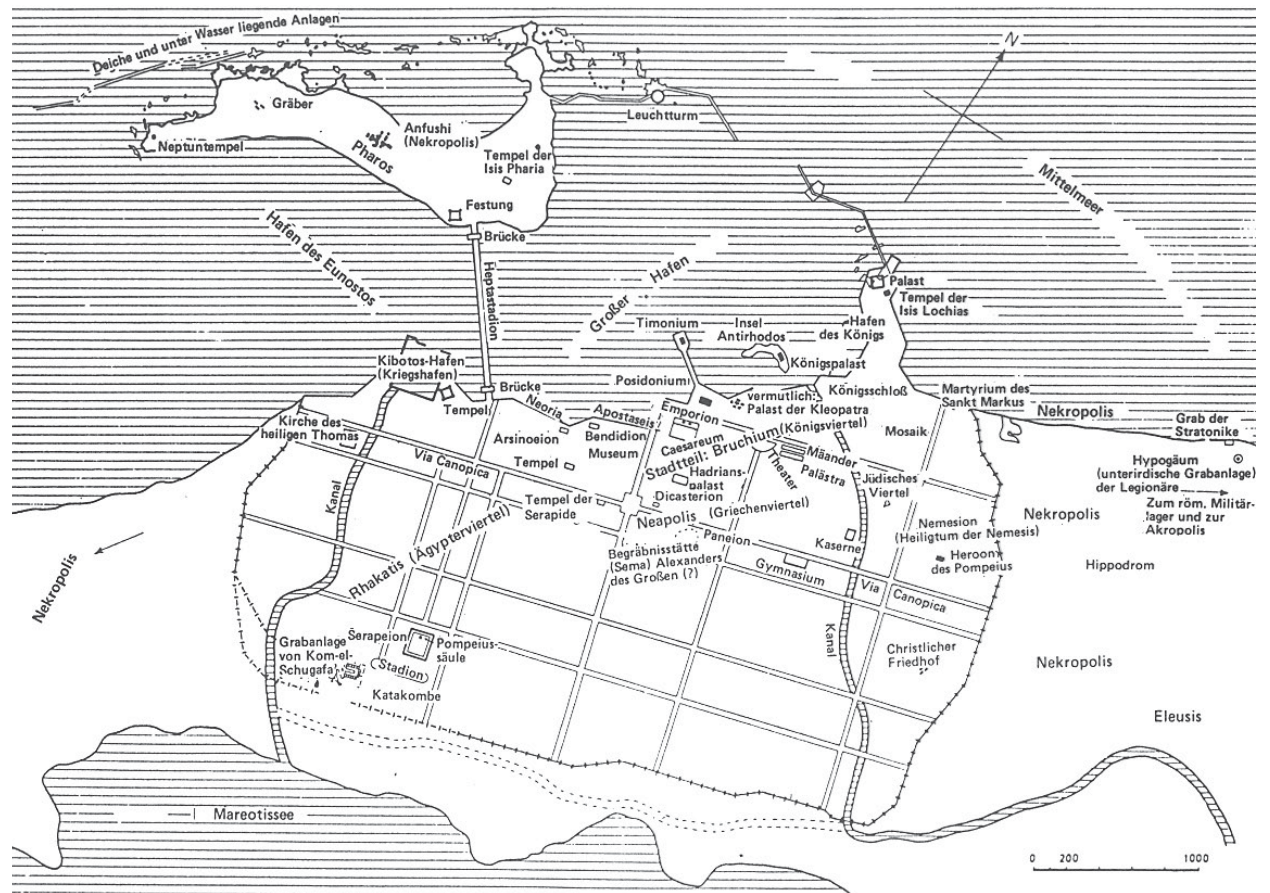 Deiche und unter Wasser liegende Anlagen
N
Gräber
Leuchtturm
Anfushi
(Nekropolis)
Neptuntempel
Pharos
Tempel der
Isis Pharia
Mittelmeer
Festung
Brücke
Hafen des Eunostos
Heptastadion
Großer Hafen
Palast
Tempel der
Isis Lochias
Timonium
Insel
Antirhodos
Hafen
des Königs
Kibotos-Hafen
(Kriegshafen)
Königspalast
Brücke
Posidonium
Königsschloß
Martyrium des
Sankt Markus
vermutlich:
Palast der Kleopatra
Tempel
Neoria
Apostaseis
Emporion
Nekropolis
Grab der
Stratonike
Kirche des
heiligen Thomas
Arsinoeion
Bendidion
Museum
Caesareum
Stadtteil: Bruchium (Königsviertel)
Mosaik
Via Canopica
Tempel
Hadrians-
palast
Theater
Mäander
Palästra
Jüdisches
Viertel
Hypogäum
(unterirdische Grabanlage)
der Legionäre
Zum röm. Militär-
lager und zur
Akropolis
Kanal
Tempel der
Serapide
Dicasterion
Neapolis (Griechenviertel)
Nemesion
(Heiligtum der Nemesis)
Nekropolis
Rhakatis (Ägypterviertel)
Paneion
Kaserne
Begräbnisstätte
(Sema) Alexanders
des Großen (?)
Gymnasium
Heroon
des Pompeius
Hippodrom
Nekropolis
Via Canopica
Serapeion
Pompeius-
säule
Kanal
Grabanlage
von Kom-el-
Schugafa
Stadion
Christlicher
Friedhof
Nekropolis
Katakombe
Eleusis
Mareotissee
0 200 1000